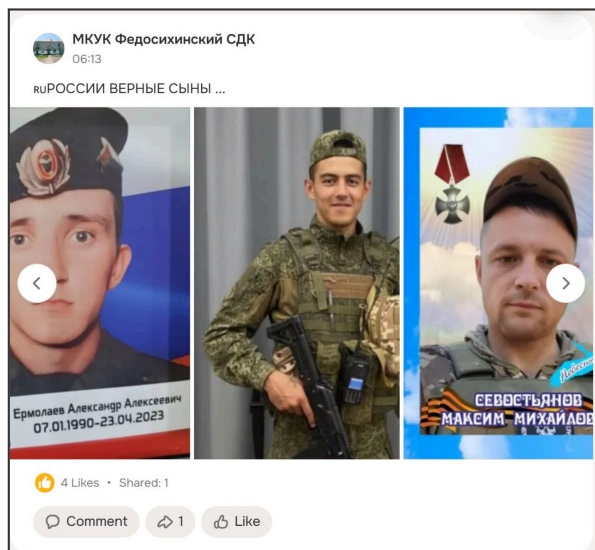 МКУК Федосихинский СДК
06:13
RUРОССИИ ВЕРНЫЕ СЫНЫ ...
Ермолаев Александр Алексеевич
07.01.1990-23.04.2023
СЕВОСТЬЯНОВ
МАКСИМ МИХАЙЛОВ
4 Likes • Shared: 1
Comment
1
Like